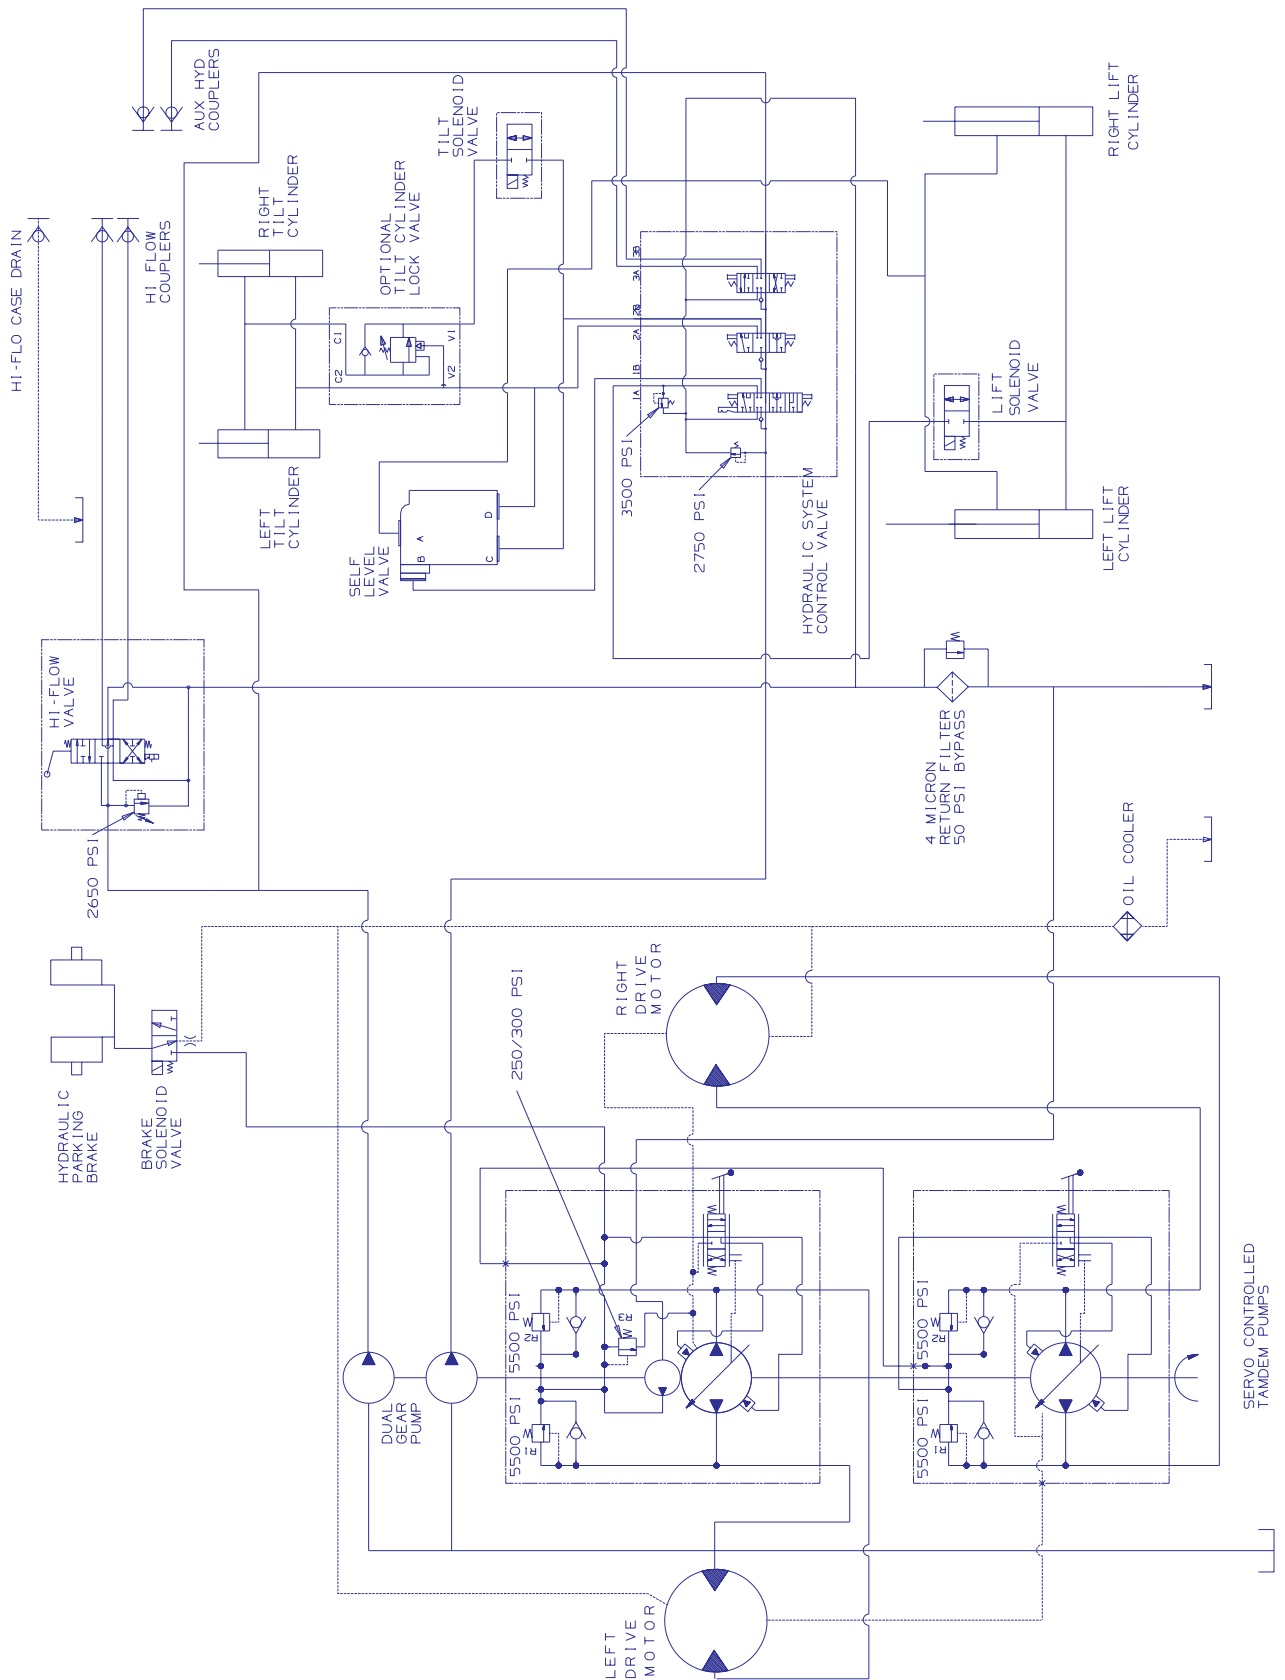 HI-FLO CASE DRAIN
HI FLOW
COUPLERS
AUX HYD
COUPLERS
RIGHT
TILT
CYLINDER
OPTIONAL
TILT CYLINDER
LOCK VALVE
TILT
SOLENOID
VALVE
RIGHT LIFT
CYLINDER
C1
C2
V1
V2
LEFT
TILT
CYLINDER
SELF
LEVEL
VALVE
A
B
C
D
3B
3A
2B
2A
1B
1A
3500 PSI
2750 PSI
HYDRAULIC SYSTEM
CONTROL VALVE
LIFT
SOLENOID
VALVE
LEFT LIFT
CYLINDER
HI-FLOW
VALVE
2650 PSI
4 MICRON
RETURN FILTER
50 PSI BYPASS
OIL COOLER
HYDRAULIC
PARKING
BRAKE
BRAKE
SOLENOID
VALVE
RIGHT
DRIVE
MOTOR
250/300 PSI
DUAL
GEAR
PUMP
5500 PSI
R2
5500 PSI
R1
R3
5500 PSI
R2
5500 PSI
R1
SERVO CONTROLLED
TAMDEM PUMPS
LEFT
DRIVE
MOTOR